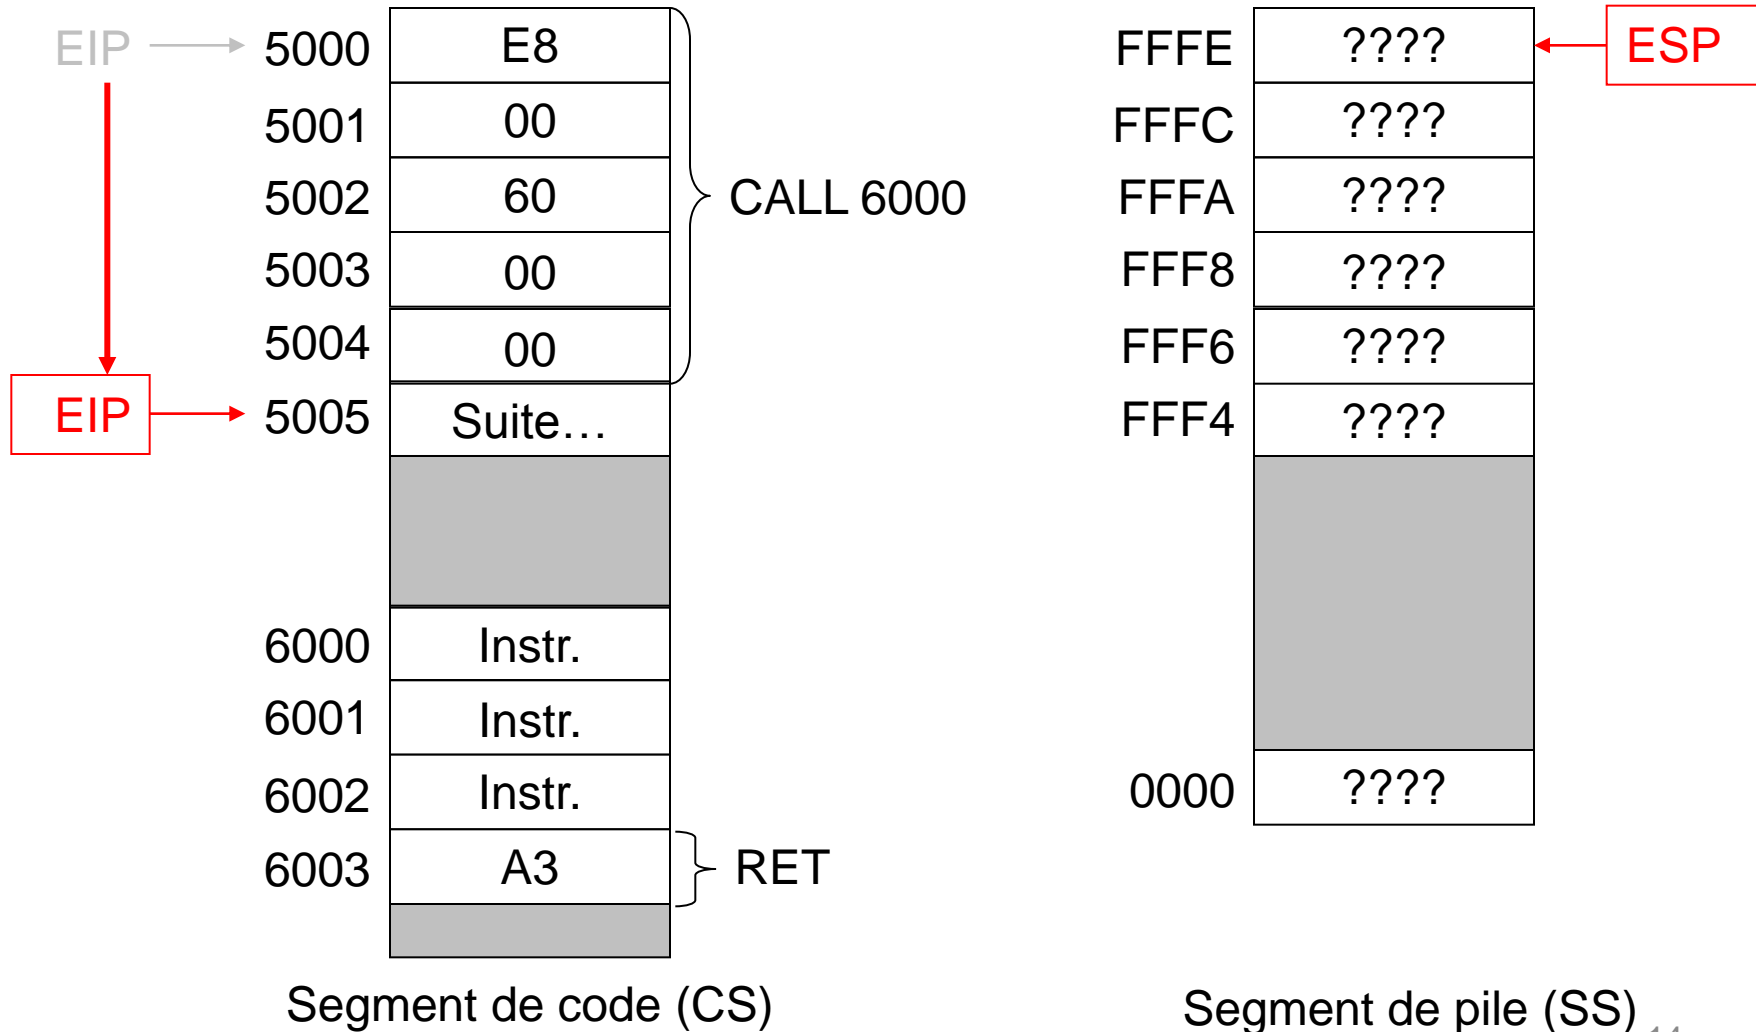 EIP 5000 E8
5001 00
5002 60 CALL 6000
5003 00
5004 00
EIP 5005 Suite…
6000 Instr.
6001 Instr.
6002 Instr.
6003 A3 RET
Segment de code (CS)
FFFE ???? ESP
FFFC ????
FFFA ????
FFF8 ????
FFF6 ????
FFF4 ????
0000 ????
Segment de pile (SS)